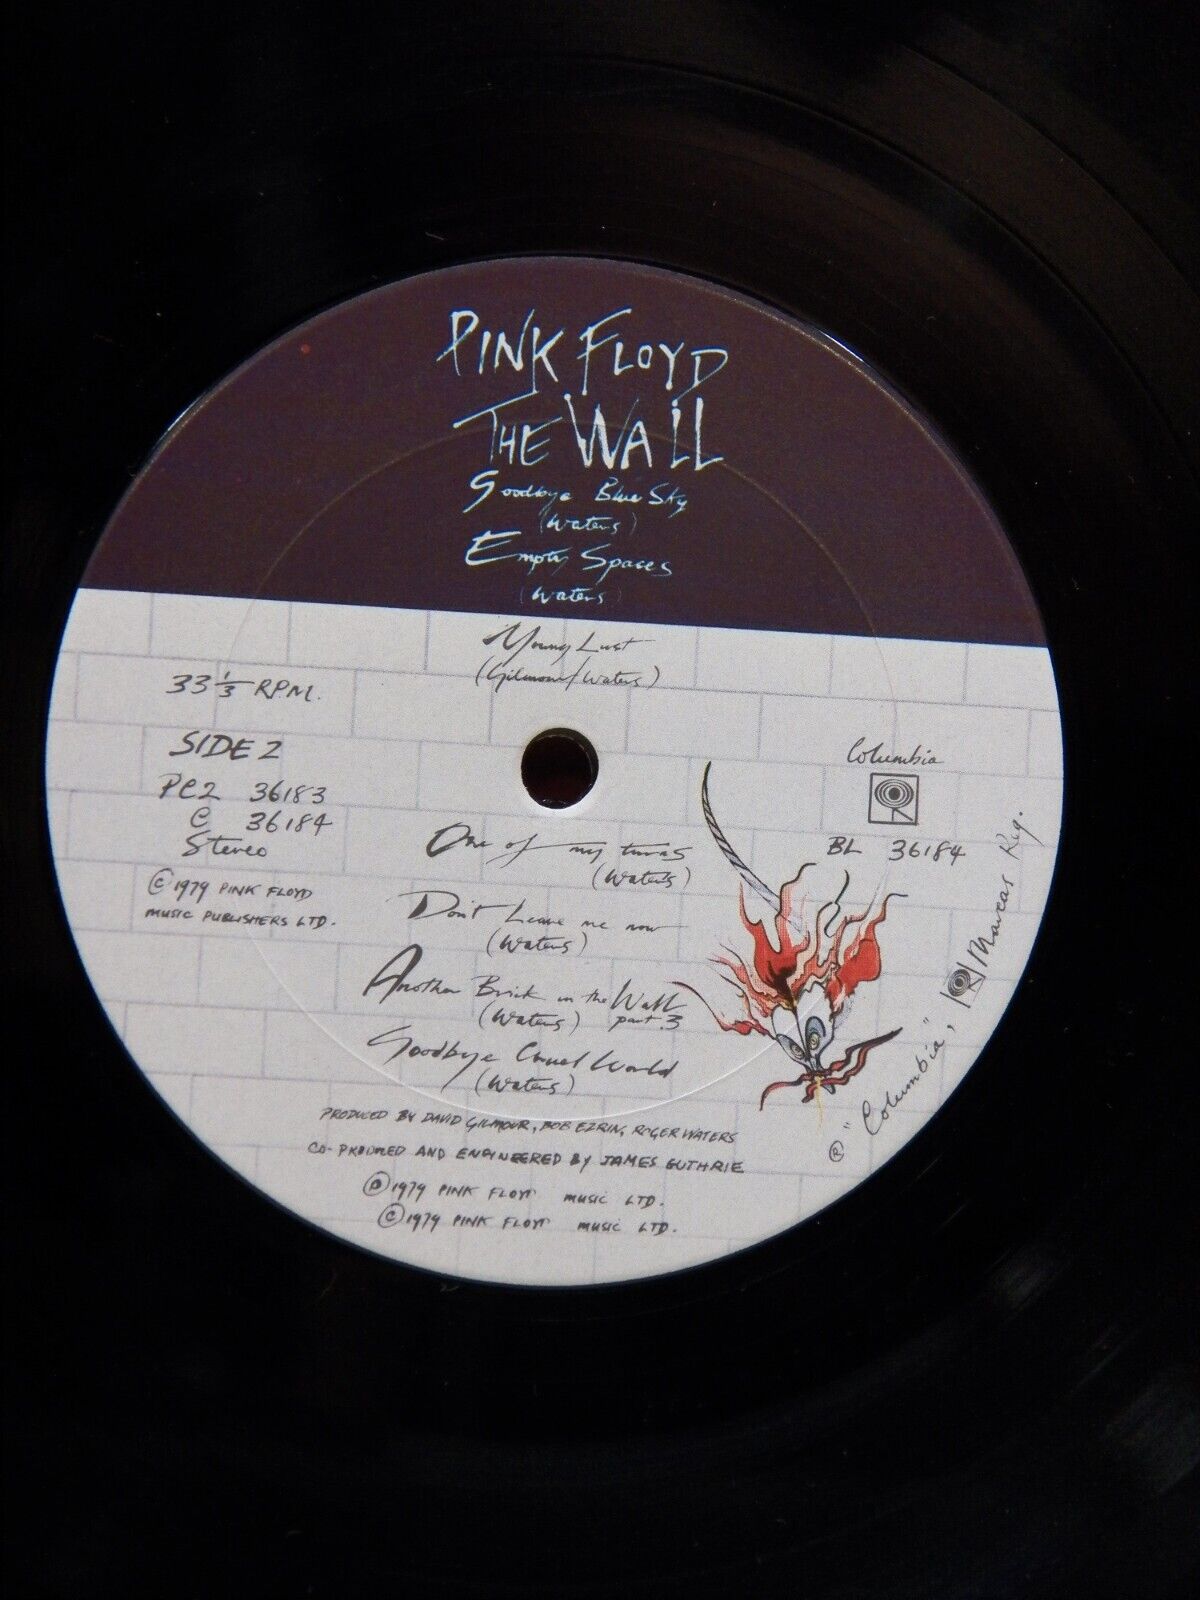 PINK FLOYD
THE WALL
Goodbye Blue Sky
(Waters)
Empty Spaces
(Waters)
Young Lust
(Gilmour/Waters)
33 1/3 RPM.
SIDE 2
PC2 36183
C 36184
Stereo
© 1979 PINK FLOYD
MUSIC PUBLISHERS LTD.
Columbia
BL 36184
One of my turns
(Waters)
Don't Leave me now
(Waters)
Another Brick in the Wall
(Waters) part.3
Goodbye Cruel World
(Waters)
PRODUCED BY DAVID GILMOUR, BOB EZRIN, ROGER WATERS
CO-PRODUCED AND ENGINEERED BY JAMES GUTHRIE
℗ 1979 PINK FLOYD MUSIC LTD.
© 1979 PINK FLOYD MUSIC LTD.
® "Columbia", Marcas Reg.